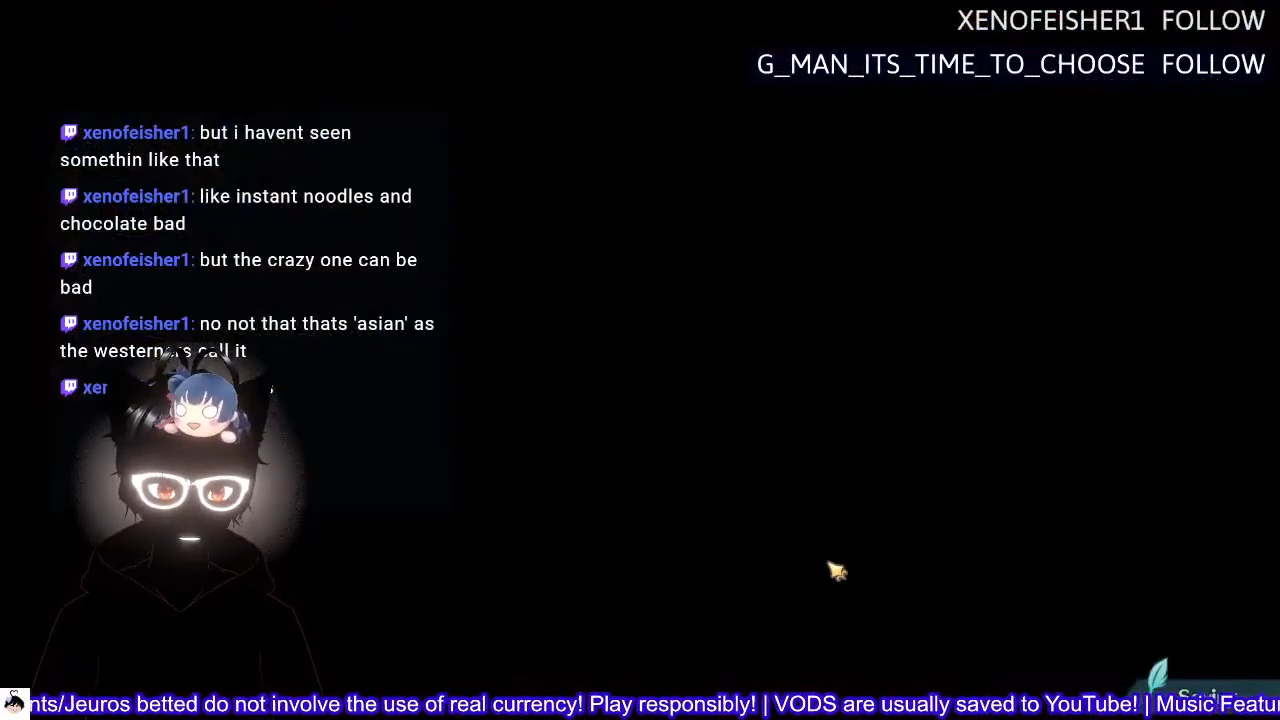 XENOFEISHER1 FOLLOW
G_MAN_ITS_TIME_TO_CHOOSE FOLLOW
xenofeisher1: but i havent seen
somethin like that
xenofeisher1: like instant noodles and
chocolate bad
xenofeisher1: but the crazy one can be
bad
xenofeisher1: no not that thats 'asian' as
the westerners call it
xer
nts/Jeuros betted do not involve the use of real currency! Play responsibly! | VODS are usually saved to YouTube! | Music Featu